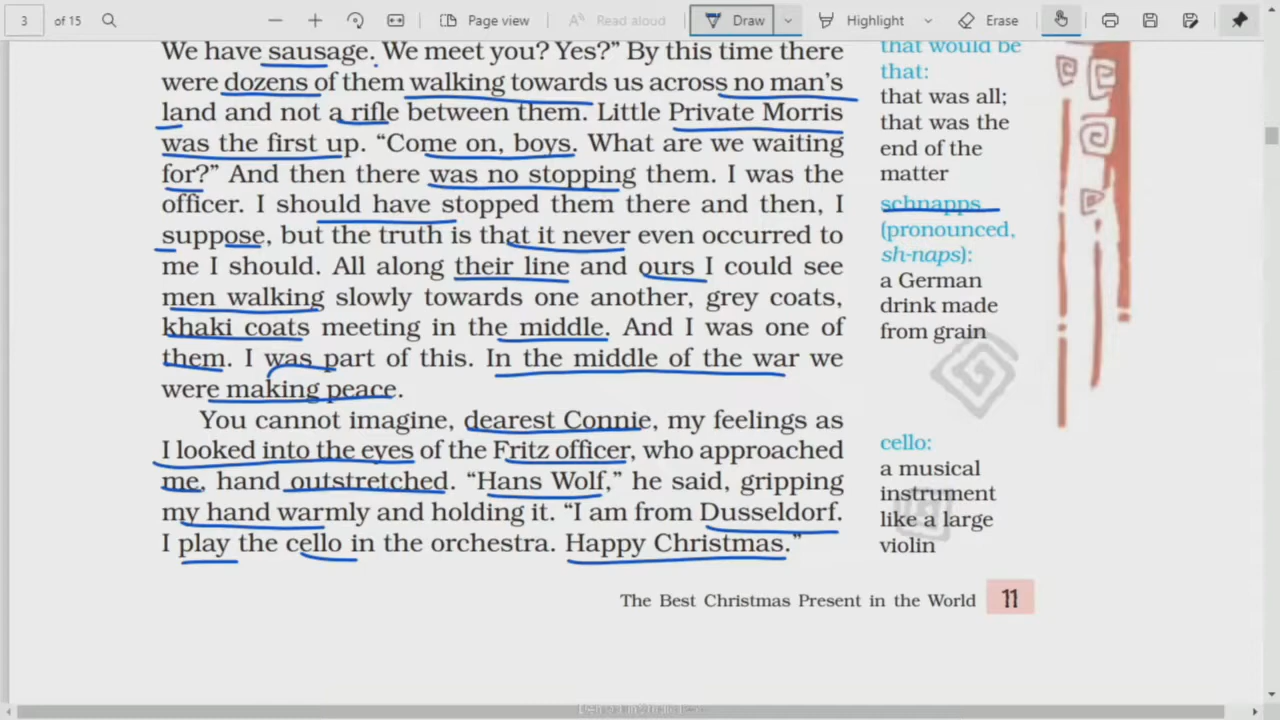 3 of 15 Page view Read aloud Draw Highlight Erase
We have sausage. We meet you? Yes?” By this time there
were dozens of them walking towards us across no man’s
land and not a rifle between them. Little Private Morris
was the first up. “Come on, boys. What are we waiting
for?” And then there was no stopping them. I was the
officer. I should have stopped them there and then, I
suppose, but the truth is that it never even occurred to
me I should. All along their line and ours I could see
men walking slowly towards one another, grey coats,
khaki coats meeting in the middle. And I was one of
them. I was part of this. In the middle of the war we
were making peace.
You cannot imagine, dearest Connie, my feelings as
I looked into the eyes of the Fritz officer, who approached
me, hand outstretched. “Hans Wolf,” he said, gripping
my hand warmly and holding it. “I am from Dusseldorf.
I play the cello in the orchestra. Happy Christmas.”
that would be
that:
that was all;
that was the
end of the
matter
schnapps
(pronounced,
sh-naps):
a German
drink made
from grain
cello:
a musical
instrument
like a large
violin
The Best Christmas Present in the World 11